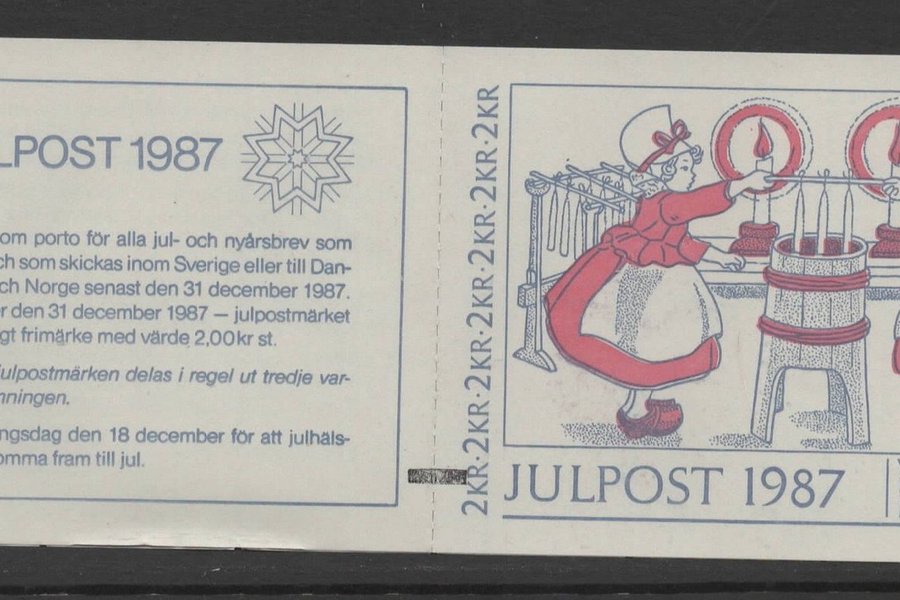 LPOST 1987
om porto för alla jul- och nyårsbrev som
ch som skickas inom Sverige eller till Dan-
ch Norge senast den 31 december 1987.
r den 31 december 1987 – julpostmärket
gt frimärke med värde 2,00 kr st.
ulpostmärken delas i regel ut tredje var-
nningen.
ngsdag den 18 december för att julhäls-
omma fram till jul.
2KR·2KR·2KR·2KR·2KR·2KR·2KR
JULPOST 1987